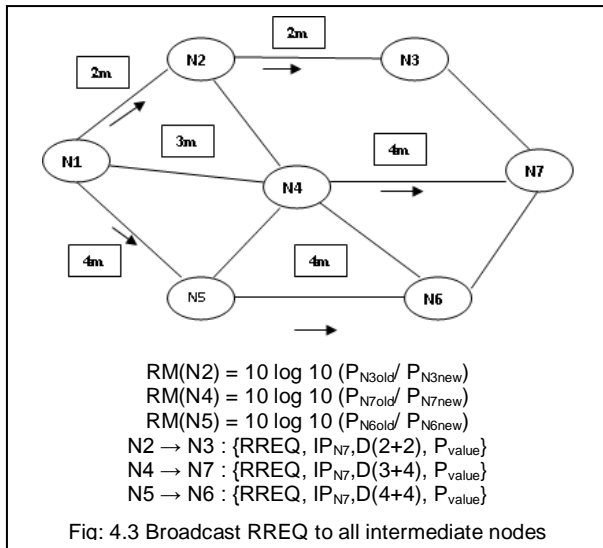 2m
N2
N3
2m
3m
N1
4m
N7
N4
4m
4m
N5
N6
RM(N2) = 10 log 10 (PN3old/ PN3new)
RM(N4) = 10 log 10 (PN7old/ PN7new)
RM(N5) = 10 log 10 (PN6old/ PN6new)
N2 → N3 : {RREQ, IPN7,D(2+2), Pvalue}
N4 → N7 : {RREQ, IPN7,D(3+4), Pvalue}
N5 → N6 : {RREQ, IPN7,D(4+4), Pvalue}
Fig: 4.3 Broadcast RREQ to all intermediate nodes